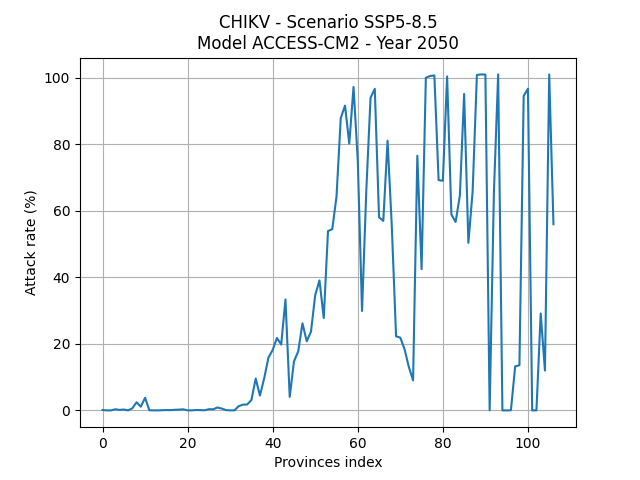 CHIKV - Scenario SSP5-8.5
Model ACCESS-CM2 - Year 2050
Attack rate (%)
100
80
60
40
20
0
0 20 40 60 80 100
Provinces index